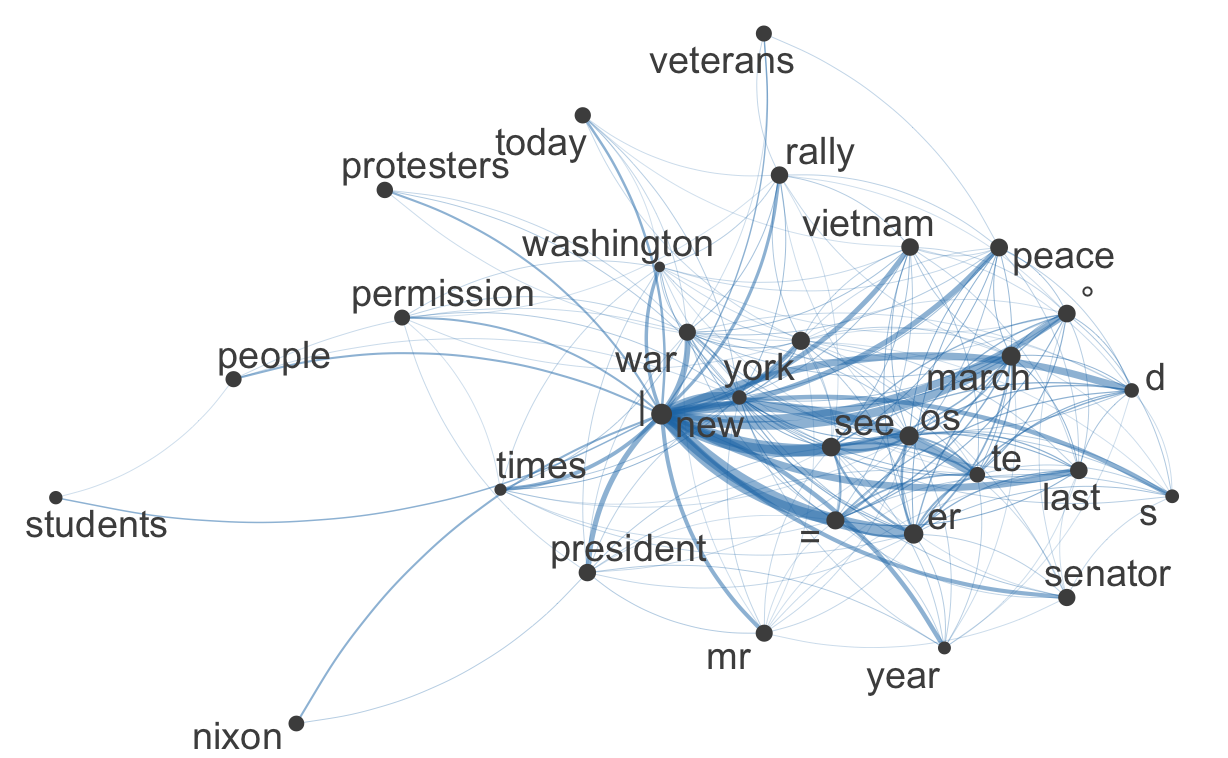 veterans
today
rally
protesters
vietnam
washington
peace
permission
°
people
war
york
march
d
l
new
see
os
times
te
last
s
students
=
er
president
senator
mr
year
nixon